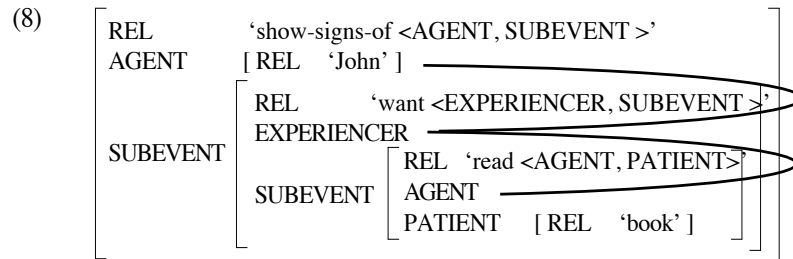 (8)
REL ‘show-signs-of <AGENT, SUBEVENT >’
AGENT [ REL ‘John’ ]
REL ‘want <EXPERIENCER, SUBEVENT >’
EXPERIENCER
SUBEVENT
REL ‘read <AGENT, PATIENT>’
SUBEVENT AGENT
PATIENT [ REL ‘book’ ]